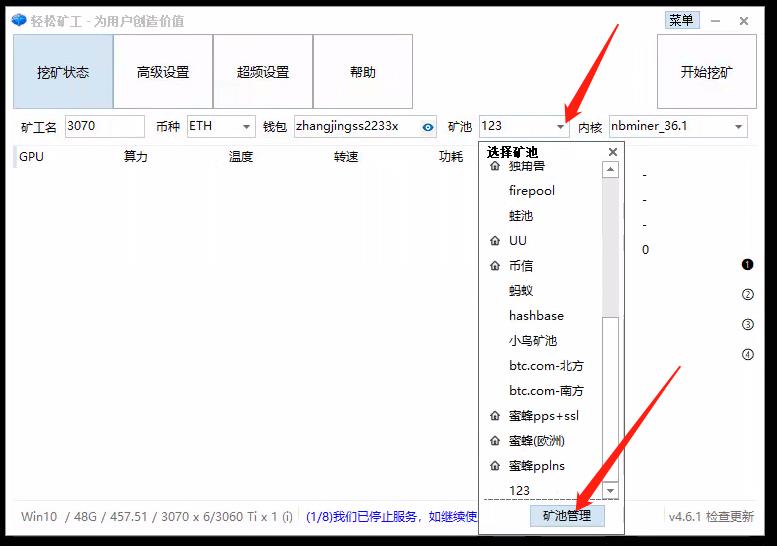 轻松矿工 - 为用户创造价值
菜单
挖矿状态
高级设置
超频设置
帮助
开始挖矿
矿工名 3070 币种 ETH 钱包 zhangjingss2233x 矿池 123 内核 nbminer_36.1
GPU 算力 温度 转速 功耗
选择矿池
独角兽
firepool
蛙池
UU
币信
蚂蚁
hashbase
小鸟矿池
btc.com-北方
btc.com-南方
蜜蜂pps+ssl
蜜蜂(欧洲)
蜜蜂pplns
123
矿池管理
-
-
-
0
1
2
3
4
Win10 / 48G / 457.51 / 3070 x 6/3060 Ti x 1 (i) (1/8)我们已停止服务，如继续使
v4.6.1 检查更新